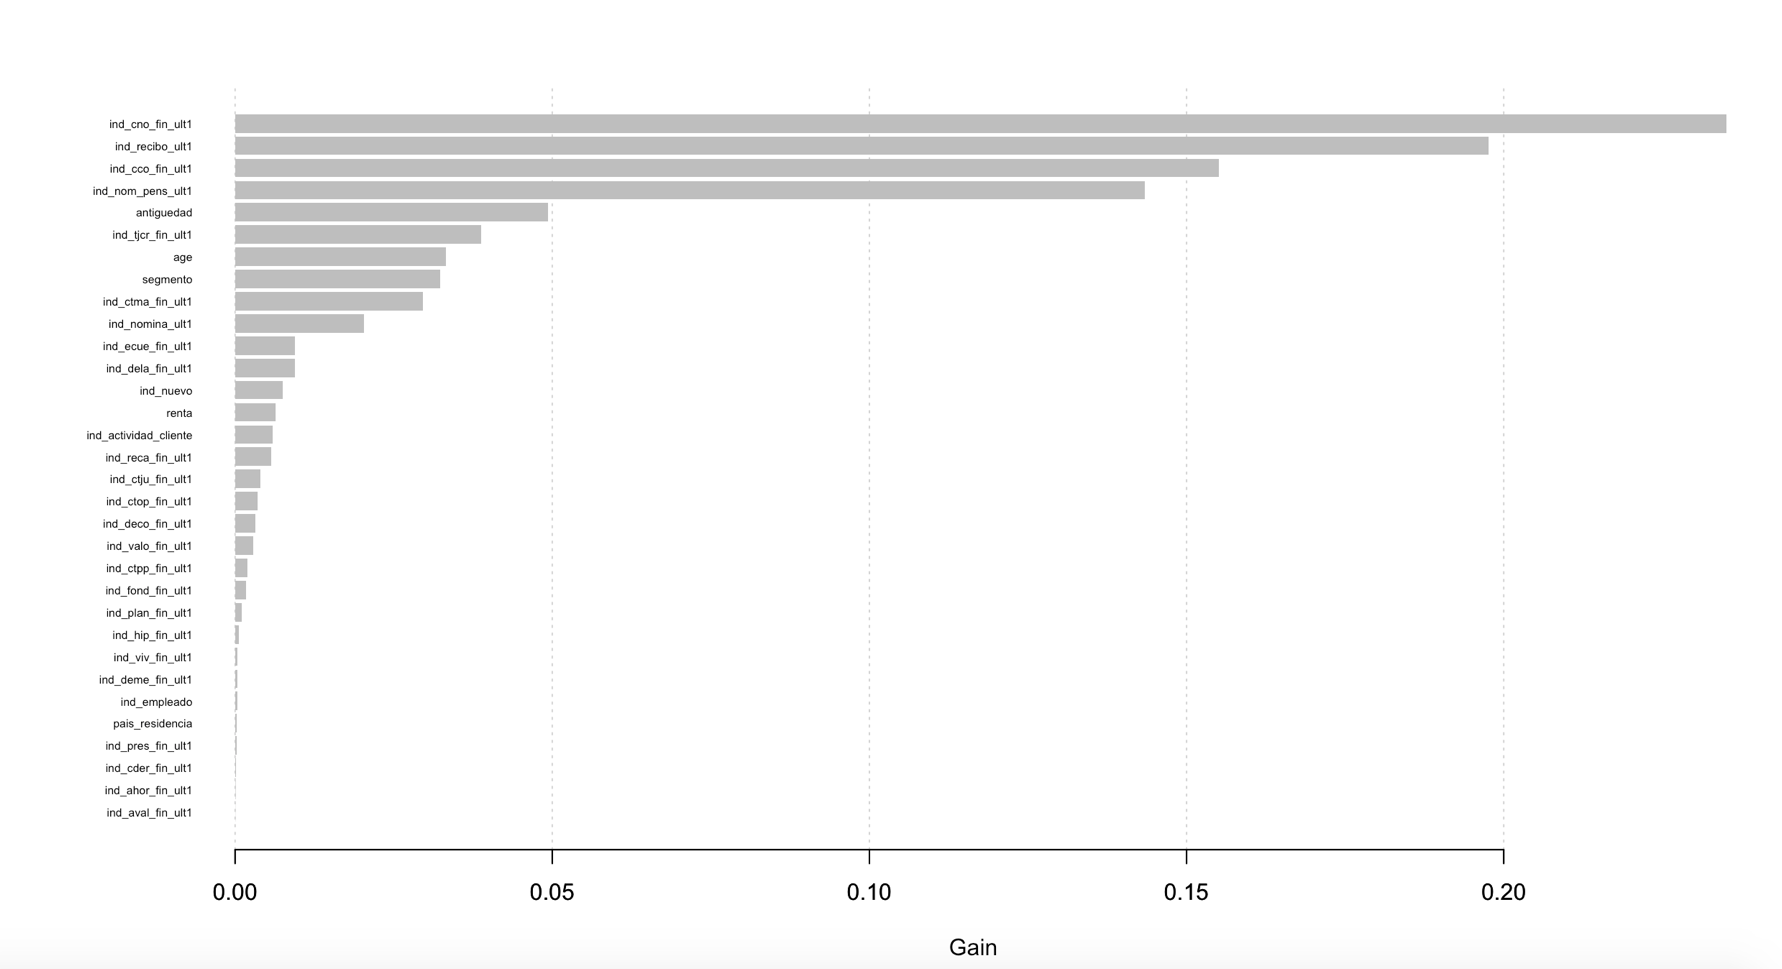 ind_cno_fin_ult1
ind_recibo_ult1
ind_cco_fin_ult1
ind_nom_pens_ult1
antiguedad
ind_tjcr_fin_ult1
age
segmento
ind_ctma_fin_ult1
ind_nomina_ult1
ind_ecue_fin_ult1
ind_dela_fin_ult1
ind_nuevo
renta
ind_actividad_cliente
ind_reca_fin_ult1
ind_ctju_fin_ult1
ind_ctop_fin_ult1
ind_deco_fin_ult1
ind_valo_fin_ult1
ind_ctpp_fin_ult1
ind_fond_fin_ult1
ind_plan_fin_ult1
ind_hip_fin_ult1
ind_viv_fin_ult1
ind_deme_fin_ult1
ind_empleado
pais_residencia
ind_pres_fin_ult1
ind_cder_fin_ult1
ind_ahor_fin_ult1
ind_aval_fin_ult1
0.00 0.05 0.10 0.15 0.20
Gain